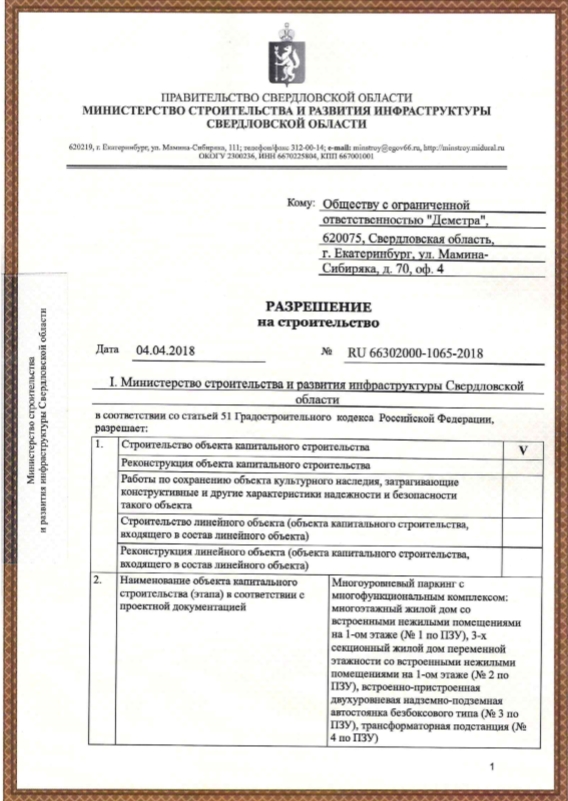 ПРАВИТЕЛЬСТВО СВЕРДЛОВСКОЙ ОБЛАСТИ
МИНИСТЕРСТВО СТРОИТЕЛЬСТВА И РАЗВИТИЯ ИНФРАСТРУКТУРЫ
СВЕРДЛОВСКОЙ ОБЛАСТИ
620219, г. Екатеринбург, ул. Мамина-Сибиряка, 111; телефон/факс 312-00-14; e-mail: minstroy@egov66.ru, http://minstroy.midural.ru
ОКОГУ 2300236, ИНН 6670225804, КПП 667001001
Кому: Обществу с ограниченной
ответственностью "Деметра",
620075, Свердловская область,
г. Екатеринбург, ул. Мамина-
Сибиряка, д. 70, оф. 4
РАЗРЕШЕНИЕ
на строительство
Дата 04.04.2018 № RU 66302000-1065-2018
I. Министерство строительства и развития инфраструктуры Свердловской
области
в соответствии со статьей 51 Градостроительного кодекса Российской Федерации,
разрешает:
1. Строительство объекта капитального строительства V
Реконструкция объекта капитального строительства
Работы по сохранению объекта культурного наследия, затрагивающие
конструктивные и другие характеристики надежности и безопасности
такого объекта
Строительство линейного объекта (объекта капитального строительства,
входящего в состав линейного объекта)
Реконструкция линейного объекта (объекта капитального строительства,
входящего в состав линейного объекта)
2. Наименование объекта капитального
строительства (этапа) в соответствии с
проектной документацией
Многоуровневый паркинг с
многофункциональным комплексом:
многоэтажный жилой дом со
встроенными нежилыми помещениями
на 1-ом этаже (№ 1 по ПЗУ), 3-х
секционный жилой дом переменной
этажности со встроенными нежилыми
помещениями на 1-ом этаже (№ 2 по
ПЗУ), встроенно-пристроенная
двухуровневая надземно-подземная
автостоянка безбоксового типа (№ 3 по
ПЗУ), трансформаторная подстанция (№
4 по ПЗУ)
1
Министерство строительства
и развития инфраструктуры Свердловской области